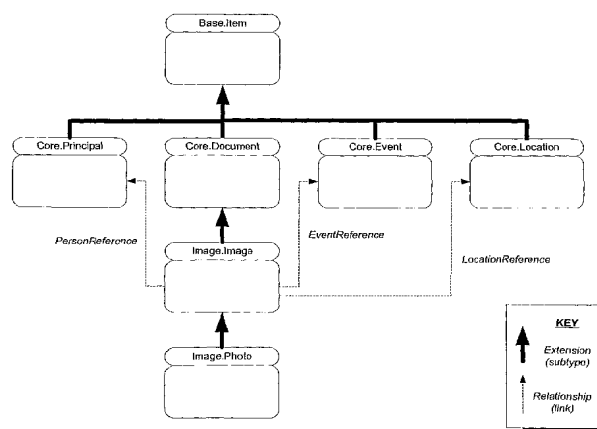 Base.Item
Core.Principal
Core.Document
Core.Event
Core.Location
PersonReference
EventReference
Image.Image
LocationReference
Image.Photo
KEY
Extension
(subtype)
Relationship
(link)